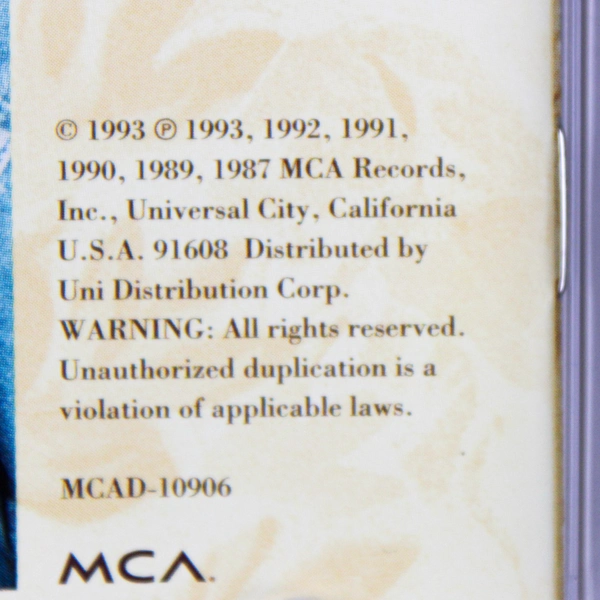 © 1993 ℗ 1993, 1992, 1991,
1990, 1989, 1987 MCA Records,
Inc., Universal City, California
U.S.A. 91608 Distributed by
Uni Distribution Corp.
WARNING: All rights reserved.
Unauthorized duplication is a
violation of applicable laws.
MCAD-10906
MCA.